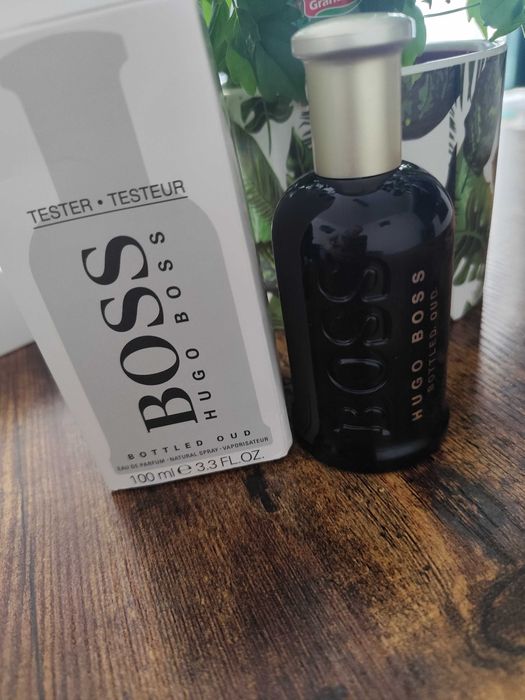 TESTER • TESTEUR
BOSS
HUGO BOSS
BOTTLED OUD
EAU DE PARFUM • NATURAL SPRAY • VAPORISATEUR
100 ml ℮ 3.3 FL.OZ.
BOSS
HUGO BOSS
BOTTLED OUD